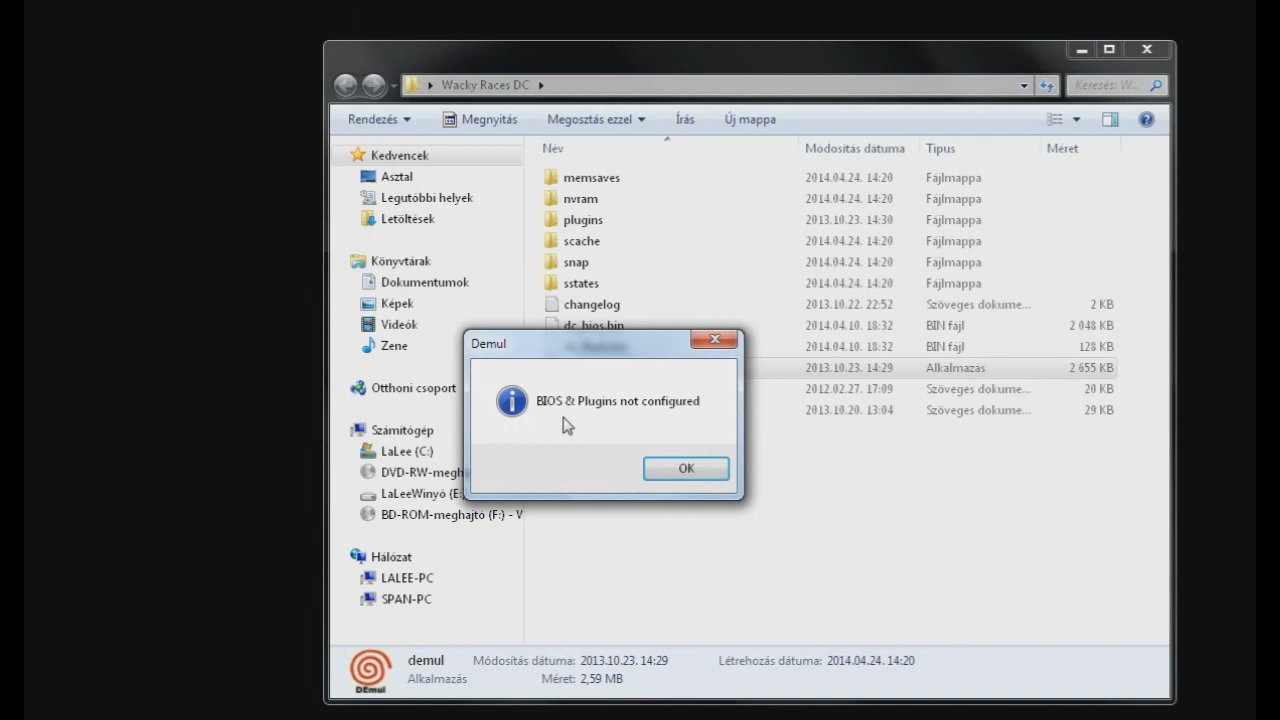 Wacky Races DC
Keresés: W...
Rendezés
Megnyitás
Megosztás ezzel
Írás
Új mappa
Kedvencek
Asztal
Legutóbbi helyek
Letöltések
Könyvtárak
Dokumentumok
Képek
Videók
Zene
Otthoni csoport
Számítógép
LaLee (C:)
DVD-RW-megh
LaLeeWinyó (E:
BD-ROM-meghajtó (F:) - V
Hálózat
LALEE-PC
SPAN-PC
Név Módosítás dátuma Típus Méret
memsaves 2014.04.24. 14:20 Fájlmappa
nvram 2014.04.24. 14:20 Fájlmappa
plugins 2013.10.23. 14:30 Fájlmappa
scache 2014.04.24. 14:20 Fájlmappa
snap 2014.04.24. 14:20 Fájlmappa
sstates 2014.04.24. 14:20 Fájlmappa
changelog 2013.10.22. 22:52 Szöveges dokume... 2 KB
dc_bios.bin 2014.04.10. 18:32 BIN fájl 2 048 KB
2014.04.10. 18:32 BIN fájl 128 KB
2013.10.23. 14:29 Alkalmazás 2 655 KB
2012.02.27. 17:09 Szöveges dokume... 20 KB
2013.10.20. 13:04 Szöveges dokume... 29 KB
Demul
BIOS & Plugins not configured
OK
DEmul
demul Módosítás dátuma: 2013.10.23. 14:29 Létrehozás dátuma: 2014.04.24. 14:20
Alkalmazás Méret: 2,59 MB